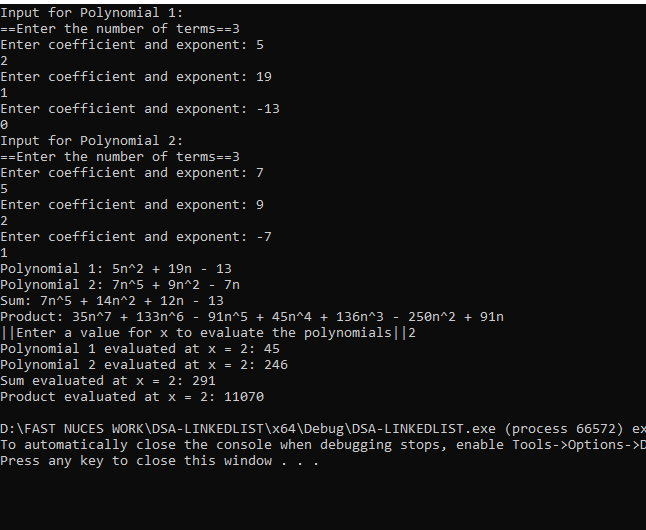 Input for Polynomial 1:
==Enter the number of terms==3
Enter coefficient and exponent: 5
2
Enter coefficient and exponent: 19
1
Enter coefficient and exponent: -13
0
Input for Polynomial 2:
==Enter the number of terms==3
Enter coefficient and exponent: 7
5
Enter coefficient and exponent: 9
2
Enter coefficient and exponent: -7
1
Polynomial 1: 5n^2 + 19n - 13
Polynomial 2: 7n^5 + 9n^2 - 7n
Sum: 7n^5 + 14n^2 + 12n - 13
Product: 35n^7 + 133n^6 - 91n^5 + 45n^4 + 136n^3 - 250n^2 + 91n
||Enter a value for x to evaluate the polynomials||2
Polynomial 1 evaluated at x = 2: 45
Polynomial 2 evaluated at x = 2: 246
Sum evaluated at x = 2: 291
Product evaluated at x = 2: 11070
D:\FAST NUCES WORK\DSA-LINKEDLIST\x64\Debug\DSA-LINKEDLIST.exe (process 66572) ex
To automatically close the console when debugging stops, enable Tools->Options->D
Press any key to close this window . . .